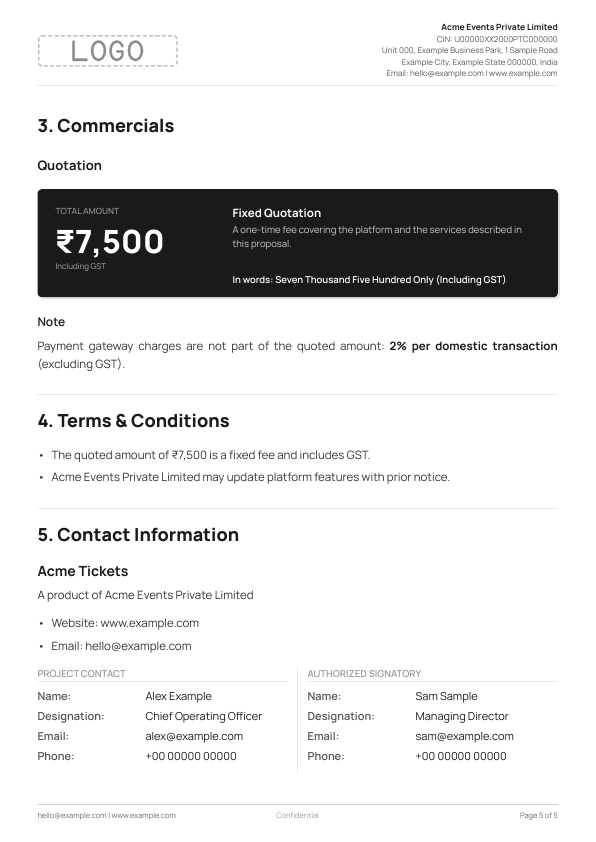 LOGO
Acme Events Private Limited
CIN: U00000XX2000PTC000000
Unit 000, Example Business Park, 1 Sample Road
Example City, Example State 000000, India
Email: hello@example.com | www.example.com
3. Commercials
Quotation
TOTAL AMOUNT
₹7,500
Including GST
Fixed Quotation
A one-time fee covering the platform and the services described in
this proposal.
In words: Seven Thousand Five Hundred Only (Including GST)
Note
Payment gateway charges are not part of the quoted amount: 2% per domestic transaction
(excluding GST).
4. Terms & Conditions
• The quoted amount of ₹7,500 is a fixed fee and includes GST.
• Acme Events Private Limited may update platform features with prior notice.
5. Contact Information
Acme Tickets
A product of Acme Events Private Limited
• Website: www.example.com
• Email: hello@example.com
PROJECT CONTACT
Name: Alex Example
Designation: Chief Operating Officer
Email: alex@example.com
Phone: +00 00000 00000
AUTHORIZED SIGNATORY
Name: Sam Sample
Designation: Managing Director
Email: sam@example.com
Phone: +00 00000 00000
hello@example.com | www.example.com
Confidential
Page 5 of 5